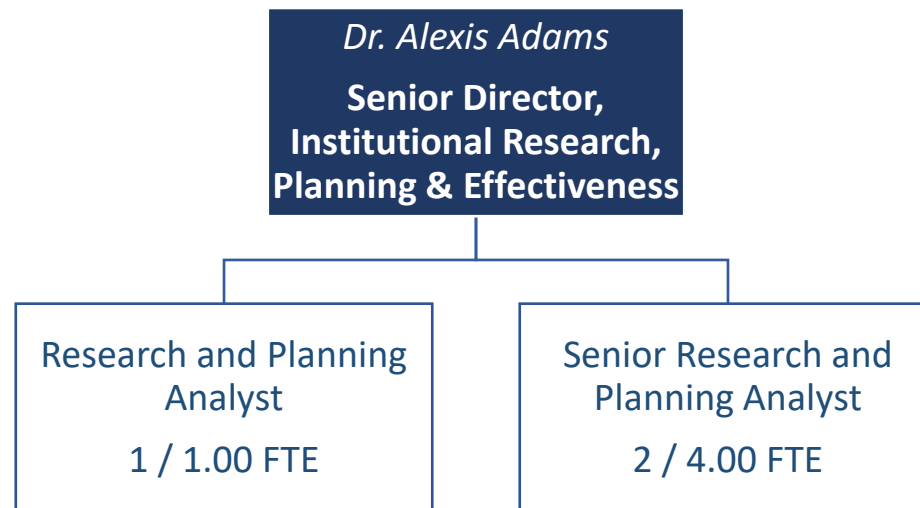 Dr. Alexis Adams
Senior Director,
Institutional Research,
Planning & Effectiveness
Research and Planning
Analyst
1 / 1.00 FTE
Senior Research and
Planning Analyst
2 / 4.00 FTE